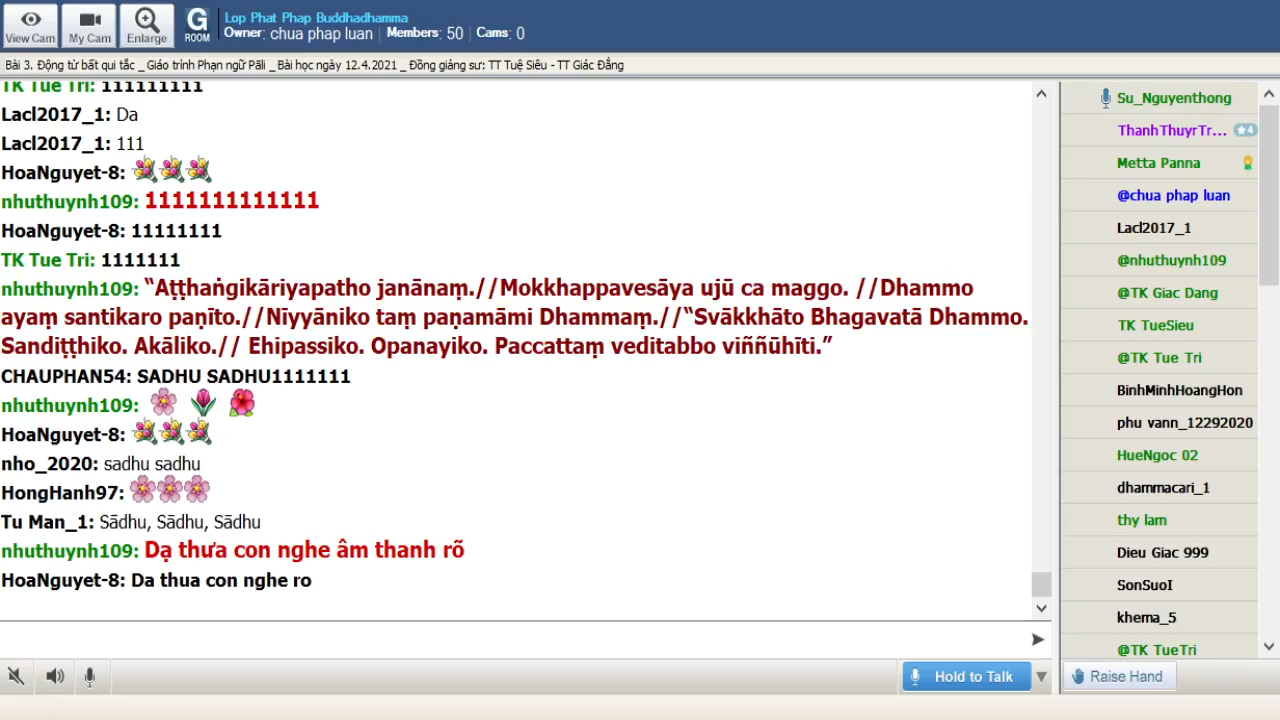 View Cam
My Cam
Enlarge
G
ROOM
Lop Phat Phap Buddhadhamma
Owner: chua phap luan | Members: 50 | Cams: 0
Bài 3. Động từ bất qui tắc _ Giáo trình Phạn ngữ Pāli _ Bài học ngày 12.4.2021 _ Đồng giảng sư: TT Tuệ Siêu - TT Giác Đẳng
TK Tue Tri: 111111111
Lacl2017_1: Da
Lacl2017_1: 111
HoaNguyet-8:
nhuthuynh109: 1111111111111
HoaNguyet-8: 11111111
TK Tue Tri: 1111111
nhuthuynh109: “Aṭṭhaṅgikāriyapatho janānaṃ.//Mokkhappavesāya ujū ca maggo. //Dhammo
ayaṃ santikaro paṇīto.//Nīyyāniko taṃ paṇamāmi Dhammaṃ.//“Svākkhāto Bhagavatā Dhammo.
Sandiṭṭhiko. Akāliko.// Ehipassiko. Opanayiko. Paccattaṃ veditabbo viññūhīti.”
CHAUPHAN54: SADHU SADHU1111111
nhuthuynh109:
HoaNguyet-8:
nho_2020: sadhu sadhu
HongHanh97:
Tu Man_1: Sādhu, Sādhu, Sādhu
nhuthuynh109: Dạ thưa con nghe âm thanh rõ
HoaNguyet-8: Da thua con nghe ro
Hold to Talk
Su_Nguyenthong
ThanhThuyrTr... 4
Metta Panna
@chua phap luan
Lacl2017_1
@nhuthuynh109
@TK Giac Dang
TK TueSieu
@TK Tue Tri
BinhMinhHoangHon
phu vann_12292020
HueNgoc 02
dhammacari_1
thy lam
Dieu Giac 999
SonSuoI
khema_5
@TK TueTri
Raise Hand